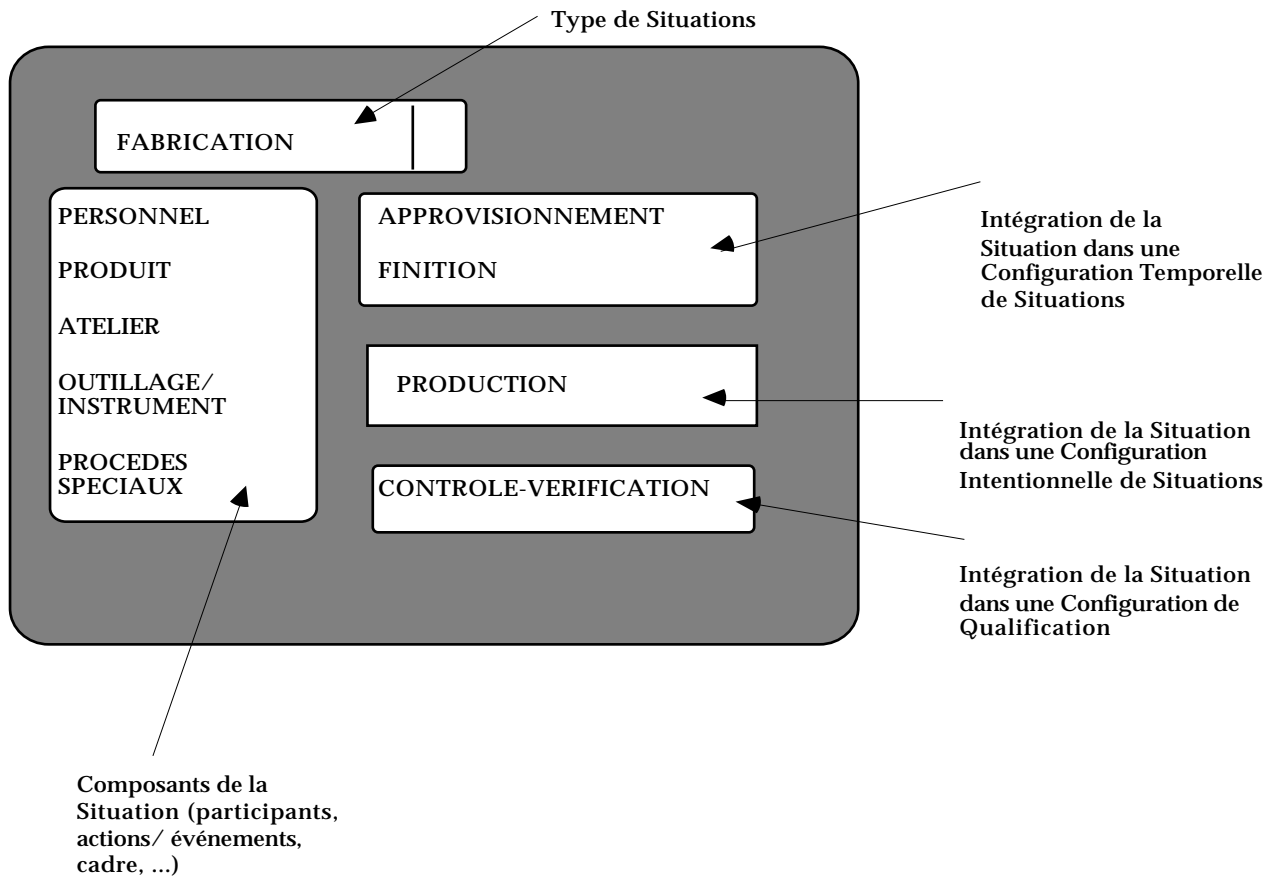 Type de Situations
FABRICATION
PERSONNEL
PRODUIT
ATELIER
OUTILLAGE/
INSTRUMENT
PROCEDES
SPECIAUX
APPROVISIONNEMENT
FINITION
PRODUCTION
CONTROLE-VERIFICATION
Intégration de la
Situation dans une
Configuration Temporelle
de Situations
Intégration de la Situation
dans une Configuration
Intentionnelle de Situations
Intégration de la Situation
dans une Configuration de
Qualification
Composants de la
Situation (participants,
actions/ événements,
cadre, ...)